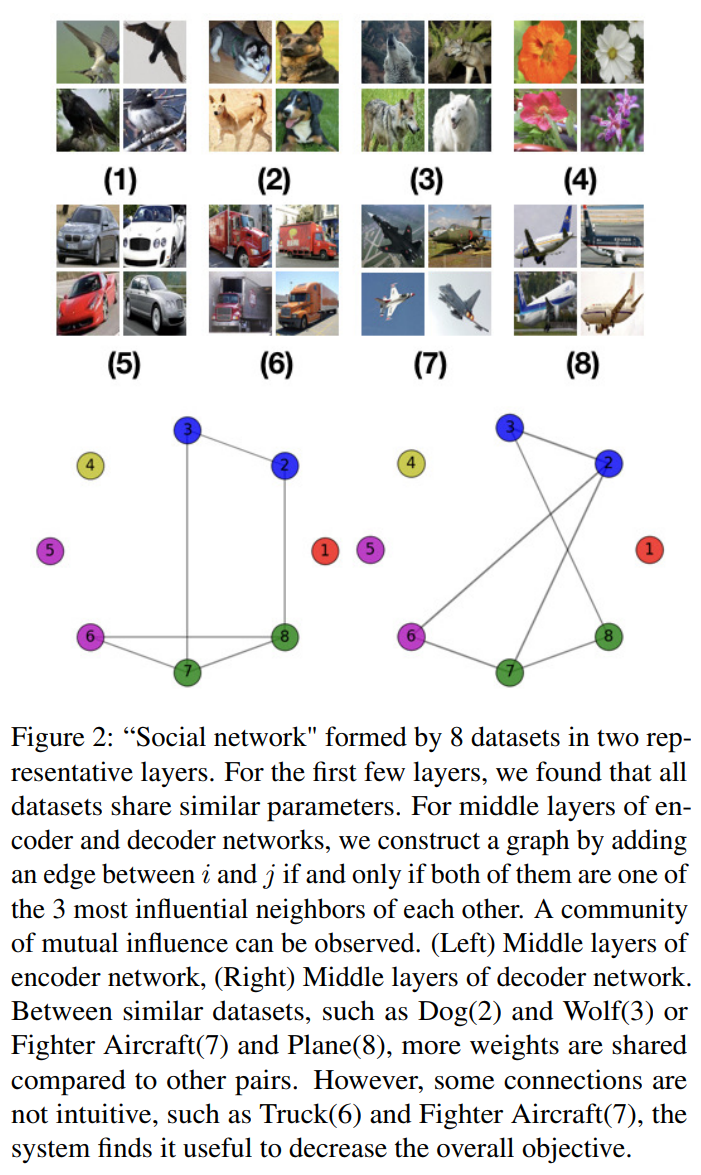 (1) (2) (3) (4)
(5) (6) (7) (8)
3 3
4 2 4 2
5 1 5 1
6 8 6 8
7 7
Figure 2: “Social network" formed by 8 datasets in two rep-
resentative layers. For the first few layers, we found that all
datasets share similar parameters. For middle layers of en-
coder and decoder networks, we construct a graph by adding
an edge between i and j if and only if both of them are one of
the 3 most influential neighbors of each other. A community
of mutual influence can be observed. (Left) Middle layers of
encoder network, (Right) Middle layers of decoder network.
Between similar datasets, such as Dog(2) and Wolf(3) or
Fighter Aircraft(7) and Plane(8), more weights are shared
compared to other pairs. However, some connections are
not intuitive, such as Truck(6) and Fighter Aircraft(7), the
system finds it useful to decrease the overall objective.